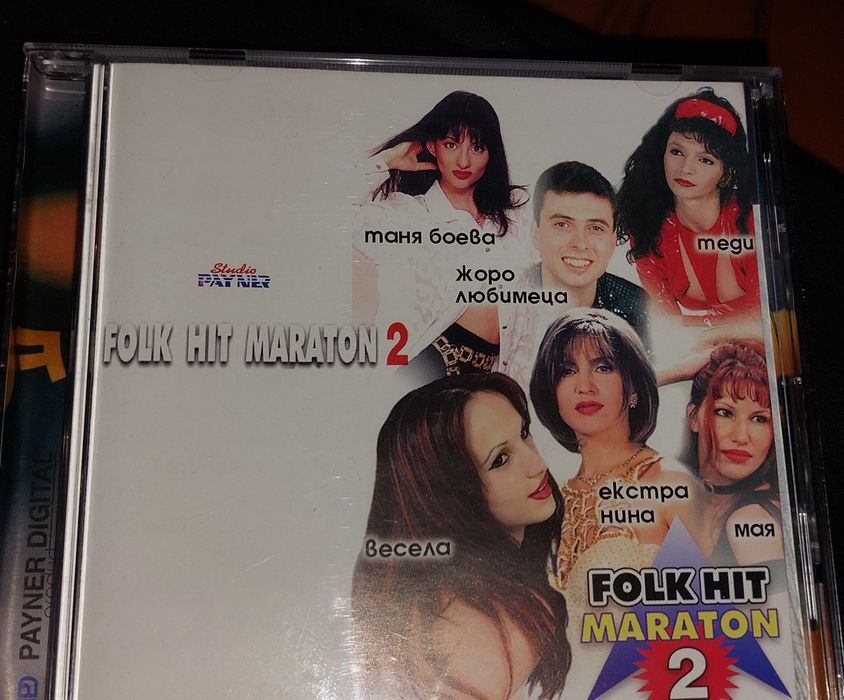 таня боева
теди
жоро
любимеца
Studio
PAYNER
FOLK HIT MARATON 2
екстра
нина
мая
весела
FOLK HIT
MARATON
2
PAYNER DIGITAL